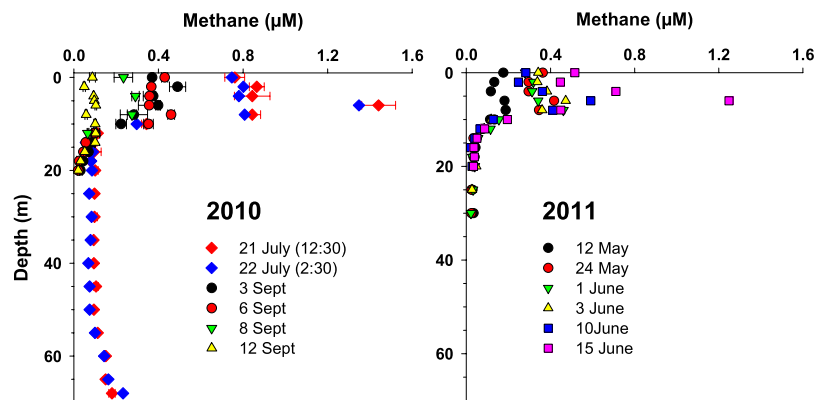 Methane (µM)
0.0 0.4 0.8 1.2 1.6
0
20
40
60
Depth (m)
2010
21 July (12:30)
22 July (2:30)
3 Sept
6 Sept
8 Sept
12 Sept
Methane (µM)
0.0 0.4 0.8 1.2 1.6
0
20
40
60
2011
12 May
24 May
1 June
3 June
10June
15 June